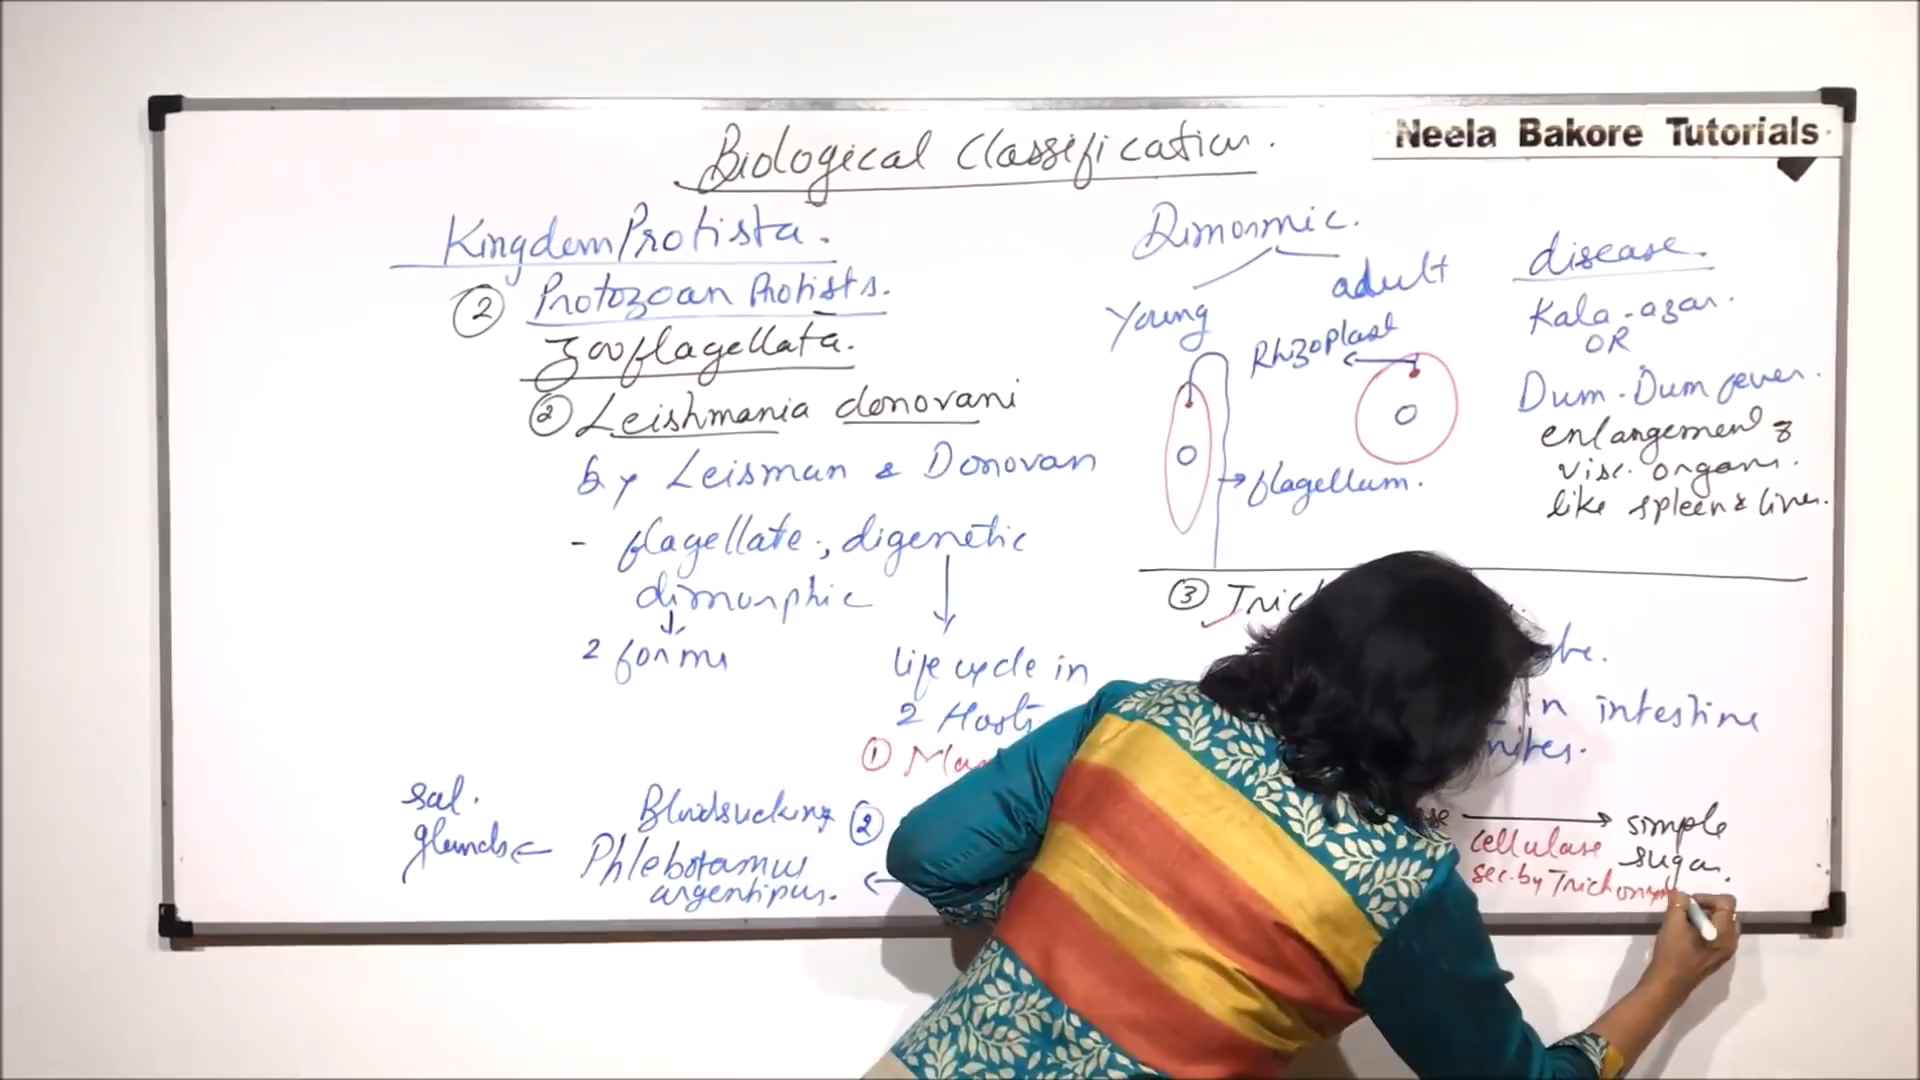 Biological Classification.
Neela Bakore Tutorials
Kingdom Protista.
② Protozoan Protists.
Zooflagellata.
② Leishmania donovani
by Leisman & Donovan
- flagellate, digenetic
dimorphic
2 forms
life cycle in
2 Hosts
①
②
Bloodsucking
Phlebotamus
argentipus.
sal.
glands
Dimormic.
Young
adult
Rhizoplast
flagellum.
disease.
Kala-azar.
OR
Dum-Dum fever.
enlargement of
visc. organs.
like spleen & liver.
③
in intestine
simple
sugar.
cellulase
sec. by